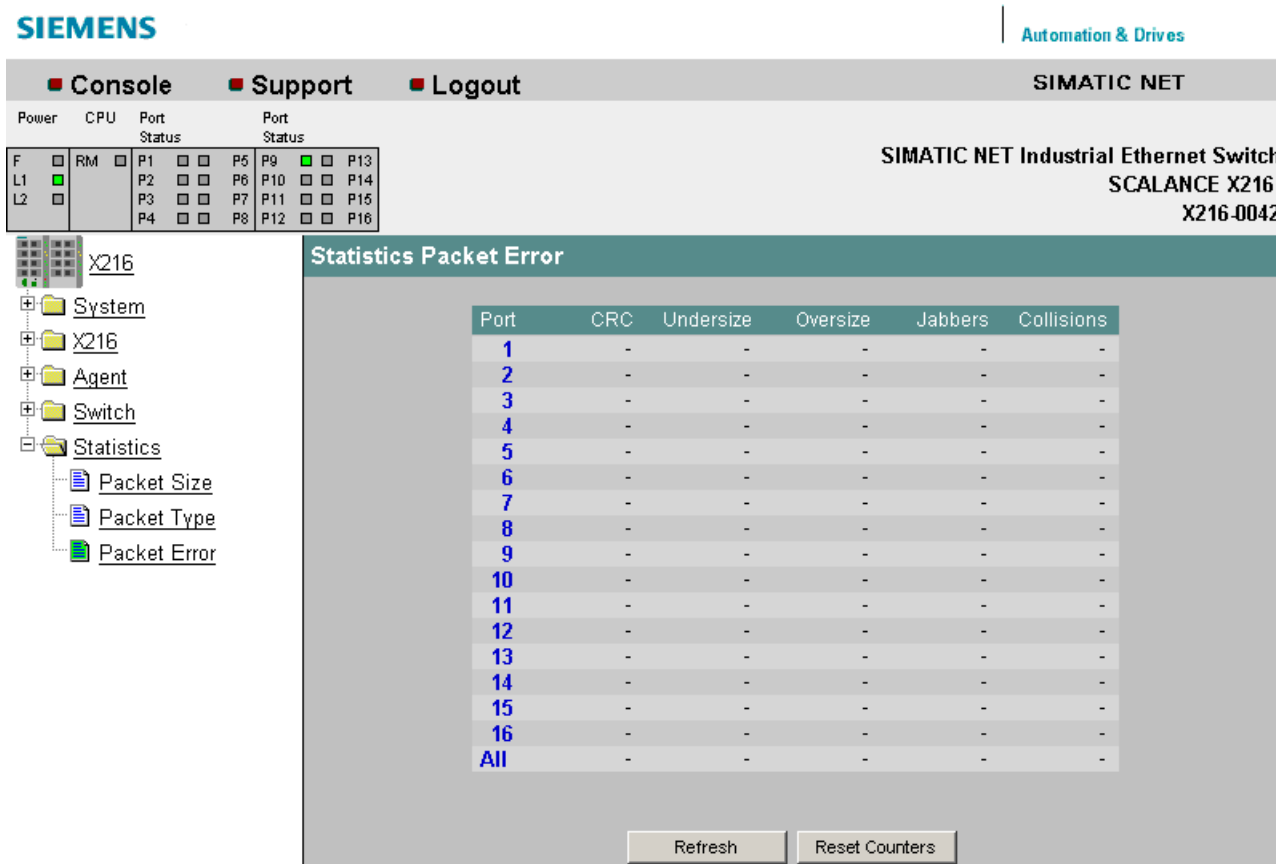 SIEMENS
Automation & Drives
Console Support Logout SIMATIC NET
Power CPU Port Status Port Status
F RM P1 P5 P9 P13
L1 P2 P6 P10 P14
L2 P3 P7 P11 P15
P4 P8 P12 P16
SIMATIC NET Industrial Ethernet Switch
SCALANCE X216
X216-0042
X216
System
X216
Agent
Switch
Statistics
Packet Size
Packet Type
Packet Error
Statistics Packet Error
Port CRC Undersize Oversize Jabbers Collisions
1 - - - - -
2 - - - - -
3 - - - - -
4 - - - - -
5 - - - - -
6 - - - - -
7 - - - - -
8 - - - - -
9 - - - - -
10 - - - - -
11 - - - - -
12 - - - - -
13 - - - - -
14 - - - - -
15 - - - - -
16 - - - - -
All - - - - -
Refresh Reset Counters